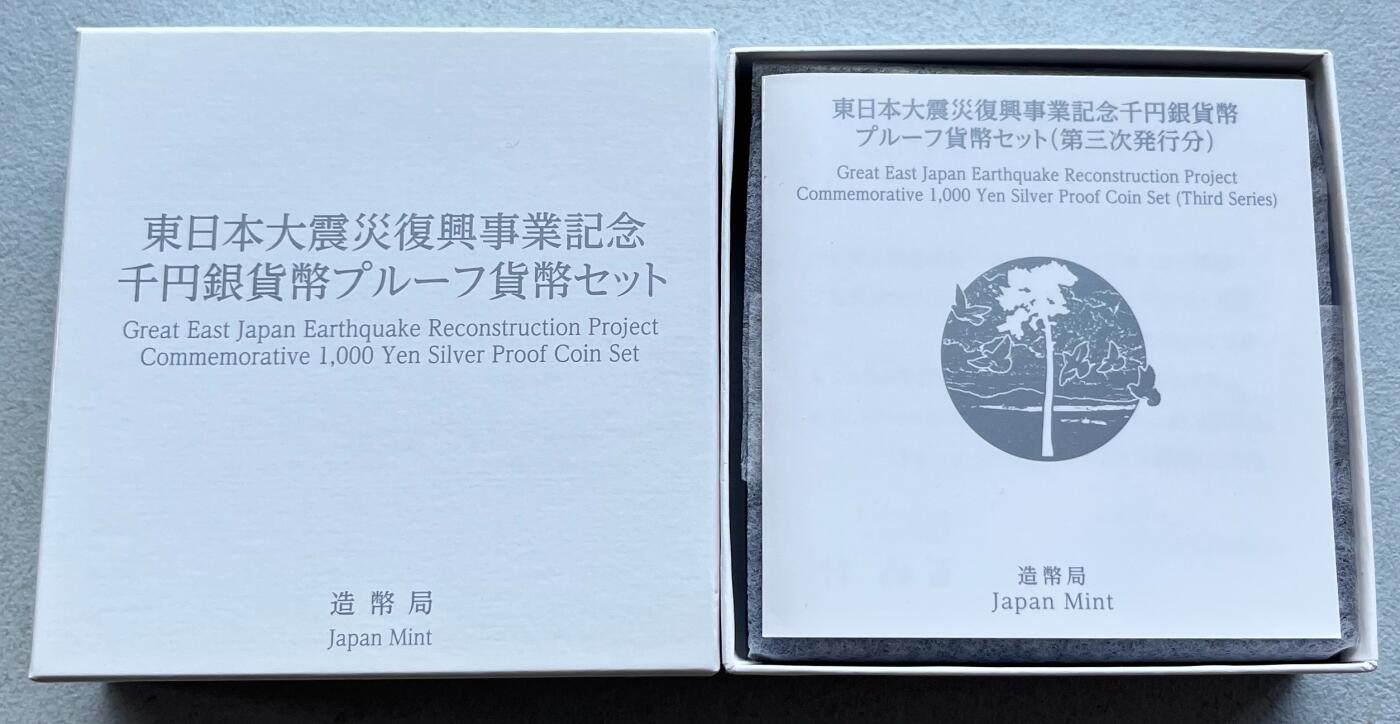 東日本大震災復興事業記念
千円銀貨幣プルーフ貨幣セット
Great East Japan Earthquake Reconstruction Project
Commemorative 1,000 Yen Silver Proof Coin Set
造幣局
Japan Mint
東日本大震災復興事業記念千円銀貨幣
プルーフ貨幣セット(第三次発行分)
Great East Japan Earthquake Reconstruction Project
Commemorative 1,000 Yen Silver Proof Coin Set (Third Series)
造幣局
Japan Mint